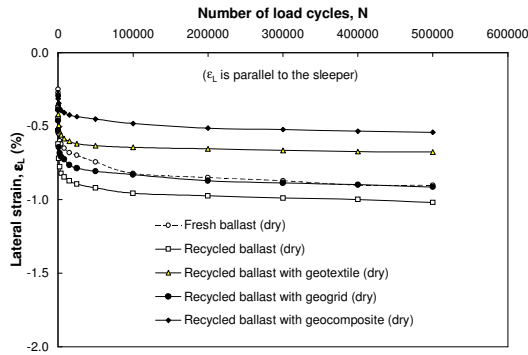 Number of load cycles, N
0 100000 200000 300000 400000 500000 600000
0.0
(εL is parallel to the sleeper)
-0.5
Lateral strain, εL (%)
-1.0
Fresh ballast (dry)
Recycled ballast (dry)
-1.5
Recycled ballast with geotextile (dry)
Recycled ballast with geogrid (dry)
Recycled ballast with geocomposite (dry)
-2.0